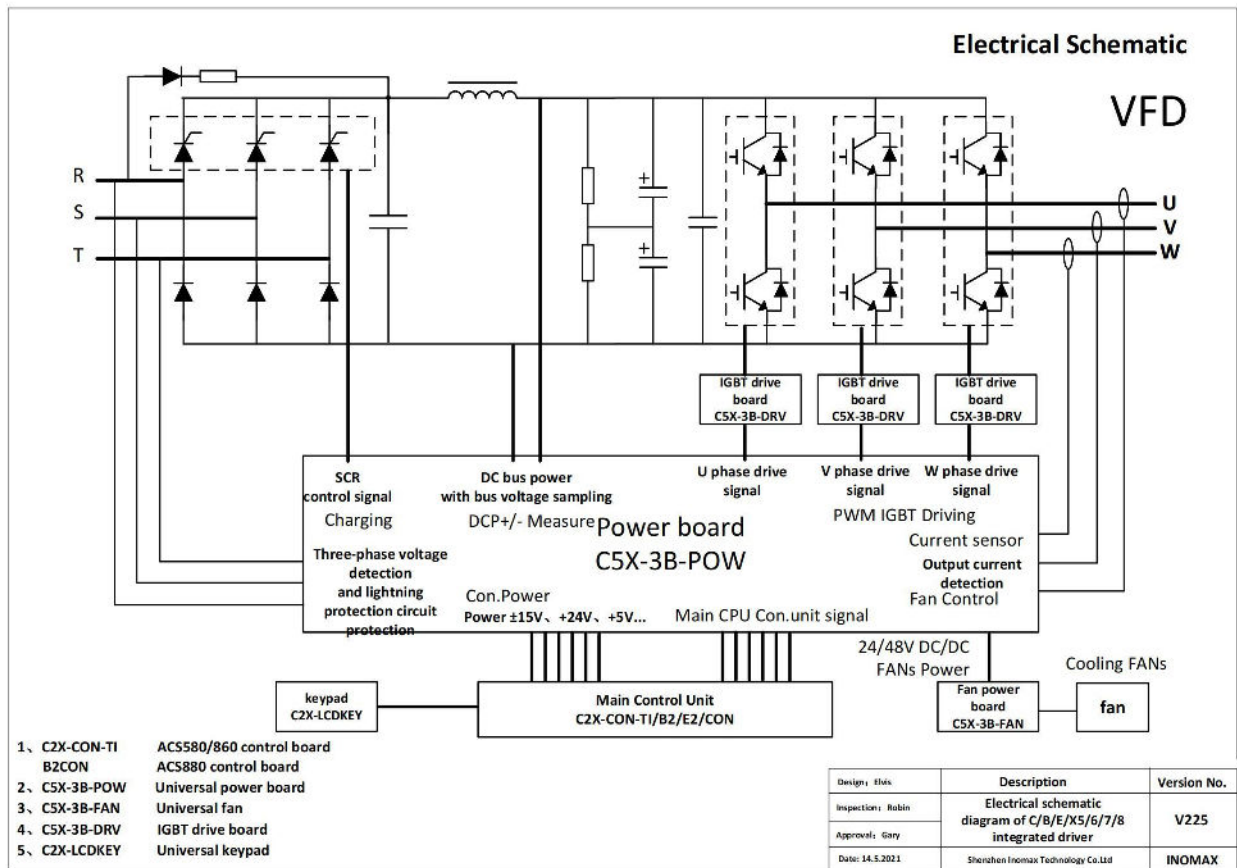 Electrical Schematic
VFD
R
S
T
+
+
U
V
W
IGBT drive
board
C5X-3B-DRV
IGBT drive
board
C5X-3B-DRV
IGBT drive
board
C5X-3B-DRV
SCR
control signal
Charging
DC bus power
with bus voltage sampling
DCP+/- Measure
U phase drive
signal
V phase drive
signal
W phase drive
signal
PWM IGBT Driving
Power board
C5X-3B-POW
Current sensor
Output current
detection
Fan Control
Three-phase voltage
detection
and lightning
protection circuit
protection
Con.Power
Power ±15V、+24V、+5V...
Main CPU Con.unit signal
24/48V DC/DC
FANs Power
Cooling FANs
keypad
C2X-LCDKEY
Main Control Unit
C2X-CON-TI/B2/E2/CON
Fan power
board
C5X-3B-FAN
fan
1、C2X-CON-TI ACS580/860 control board
B2CON ACS880 control board
2、C5X-3B-POW Universal power board
3、C5X-3B-FAN Universal fan
4、C5X-3B-DRV IGBT drive board
5、C2X-LCDKEY Universal keypad
Design: Elvis
Description
Version No.
Inspection: Robin
Approval: Gary
Electrical schematic
diagram of C/B/E/X5/6/7/8
integrated driver
V225
Date: 14.5.2021
Shenzhen Inomax Technology Co.Ltd
INOMAX